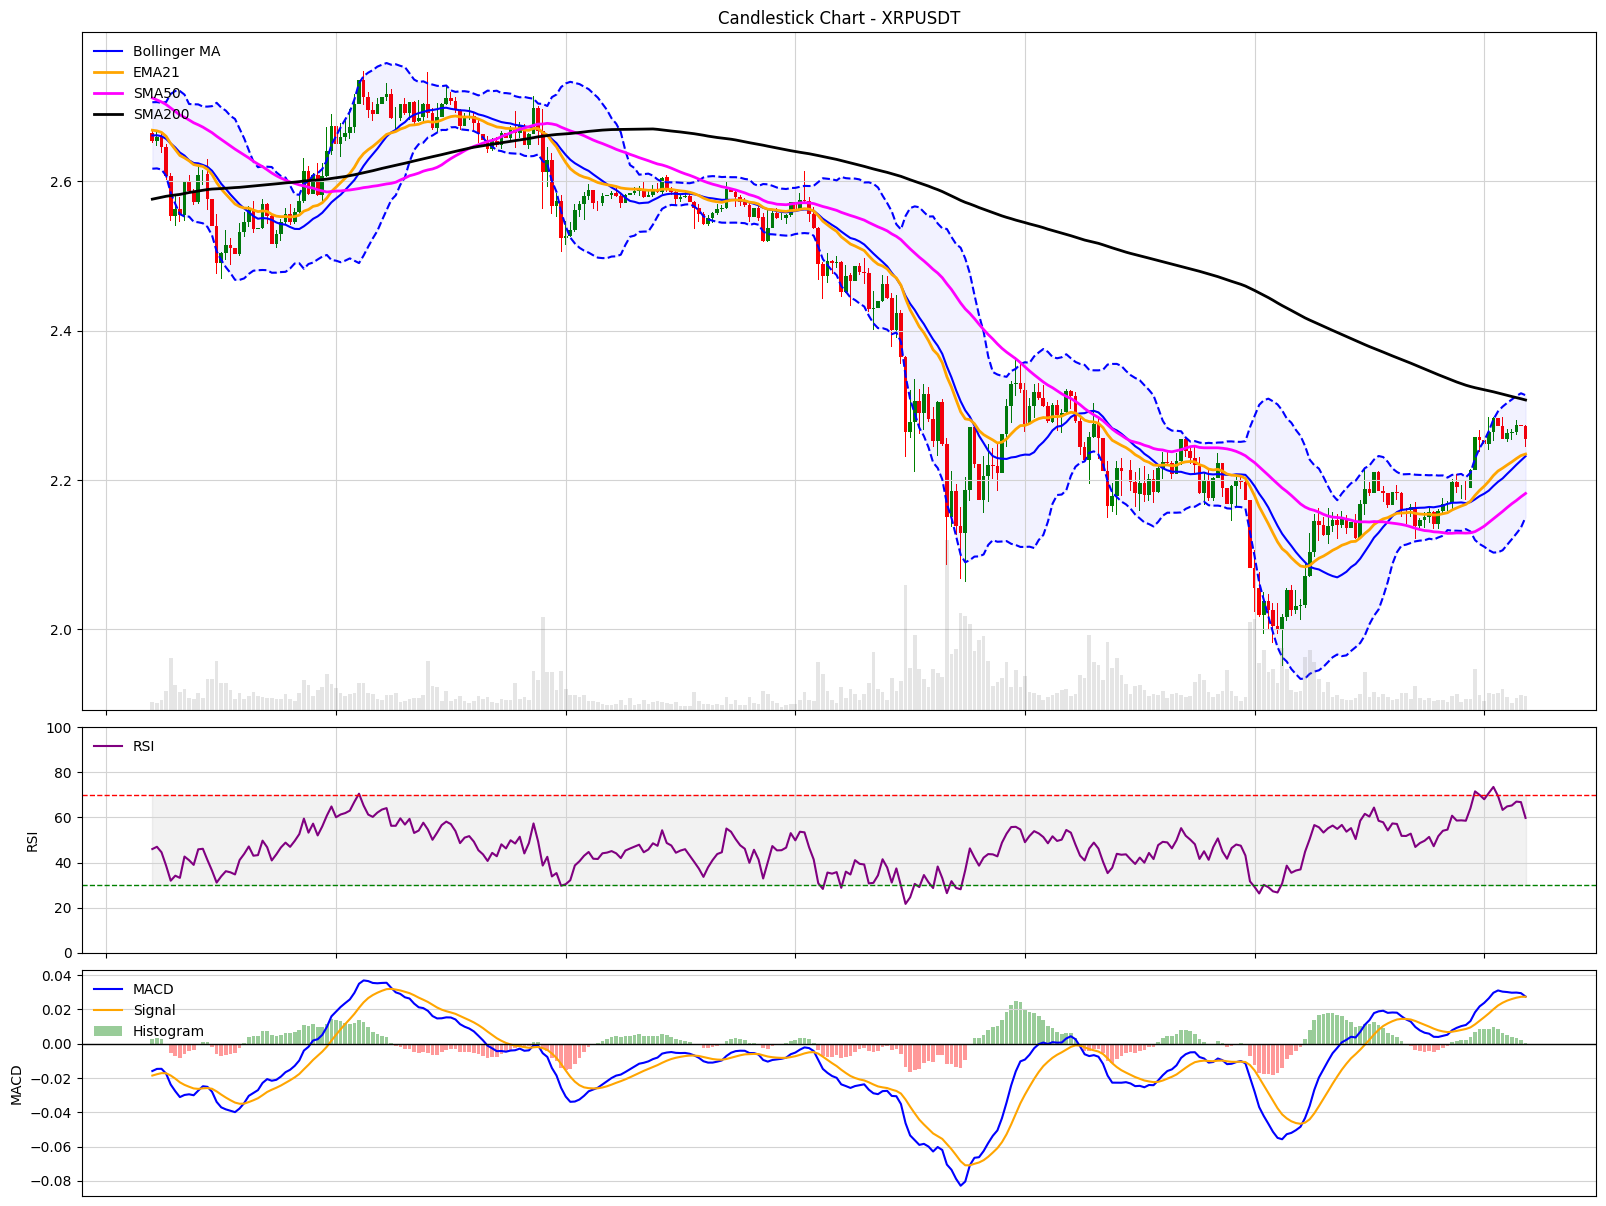 Candlestick Chart - XRPUSDT
Bollinger MA
EMA21
SMA50
SMA200
2.6
2.4
2.2
2.0
RSI
100
80
60
40
20
0
RSI
MACD
Signal
Histogram
0.04
0.02
0.00
−0.02
−0.04
−0.06
−0.08
MACD